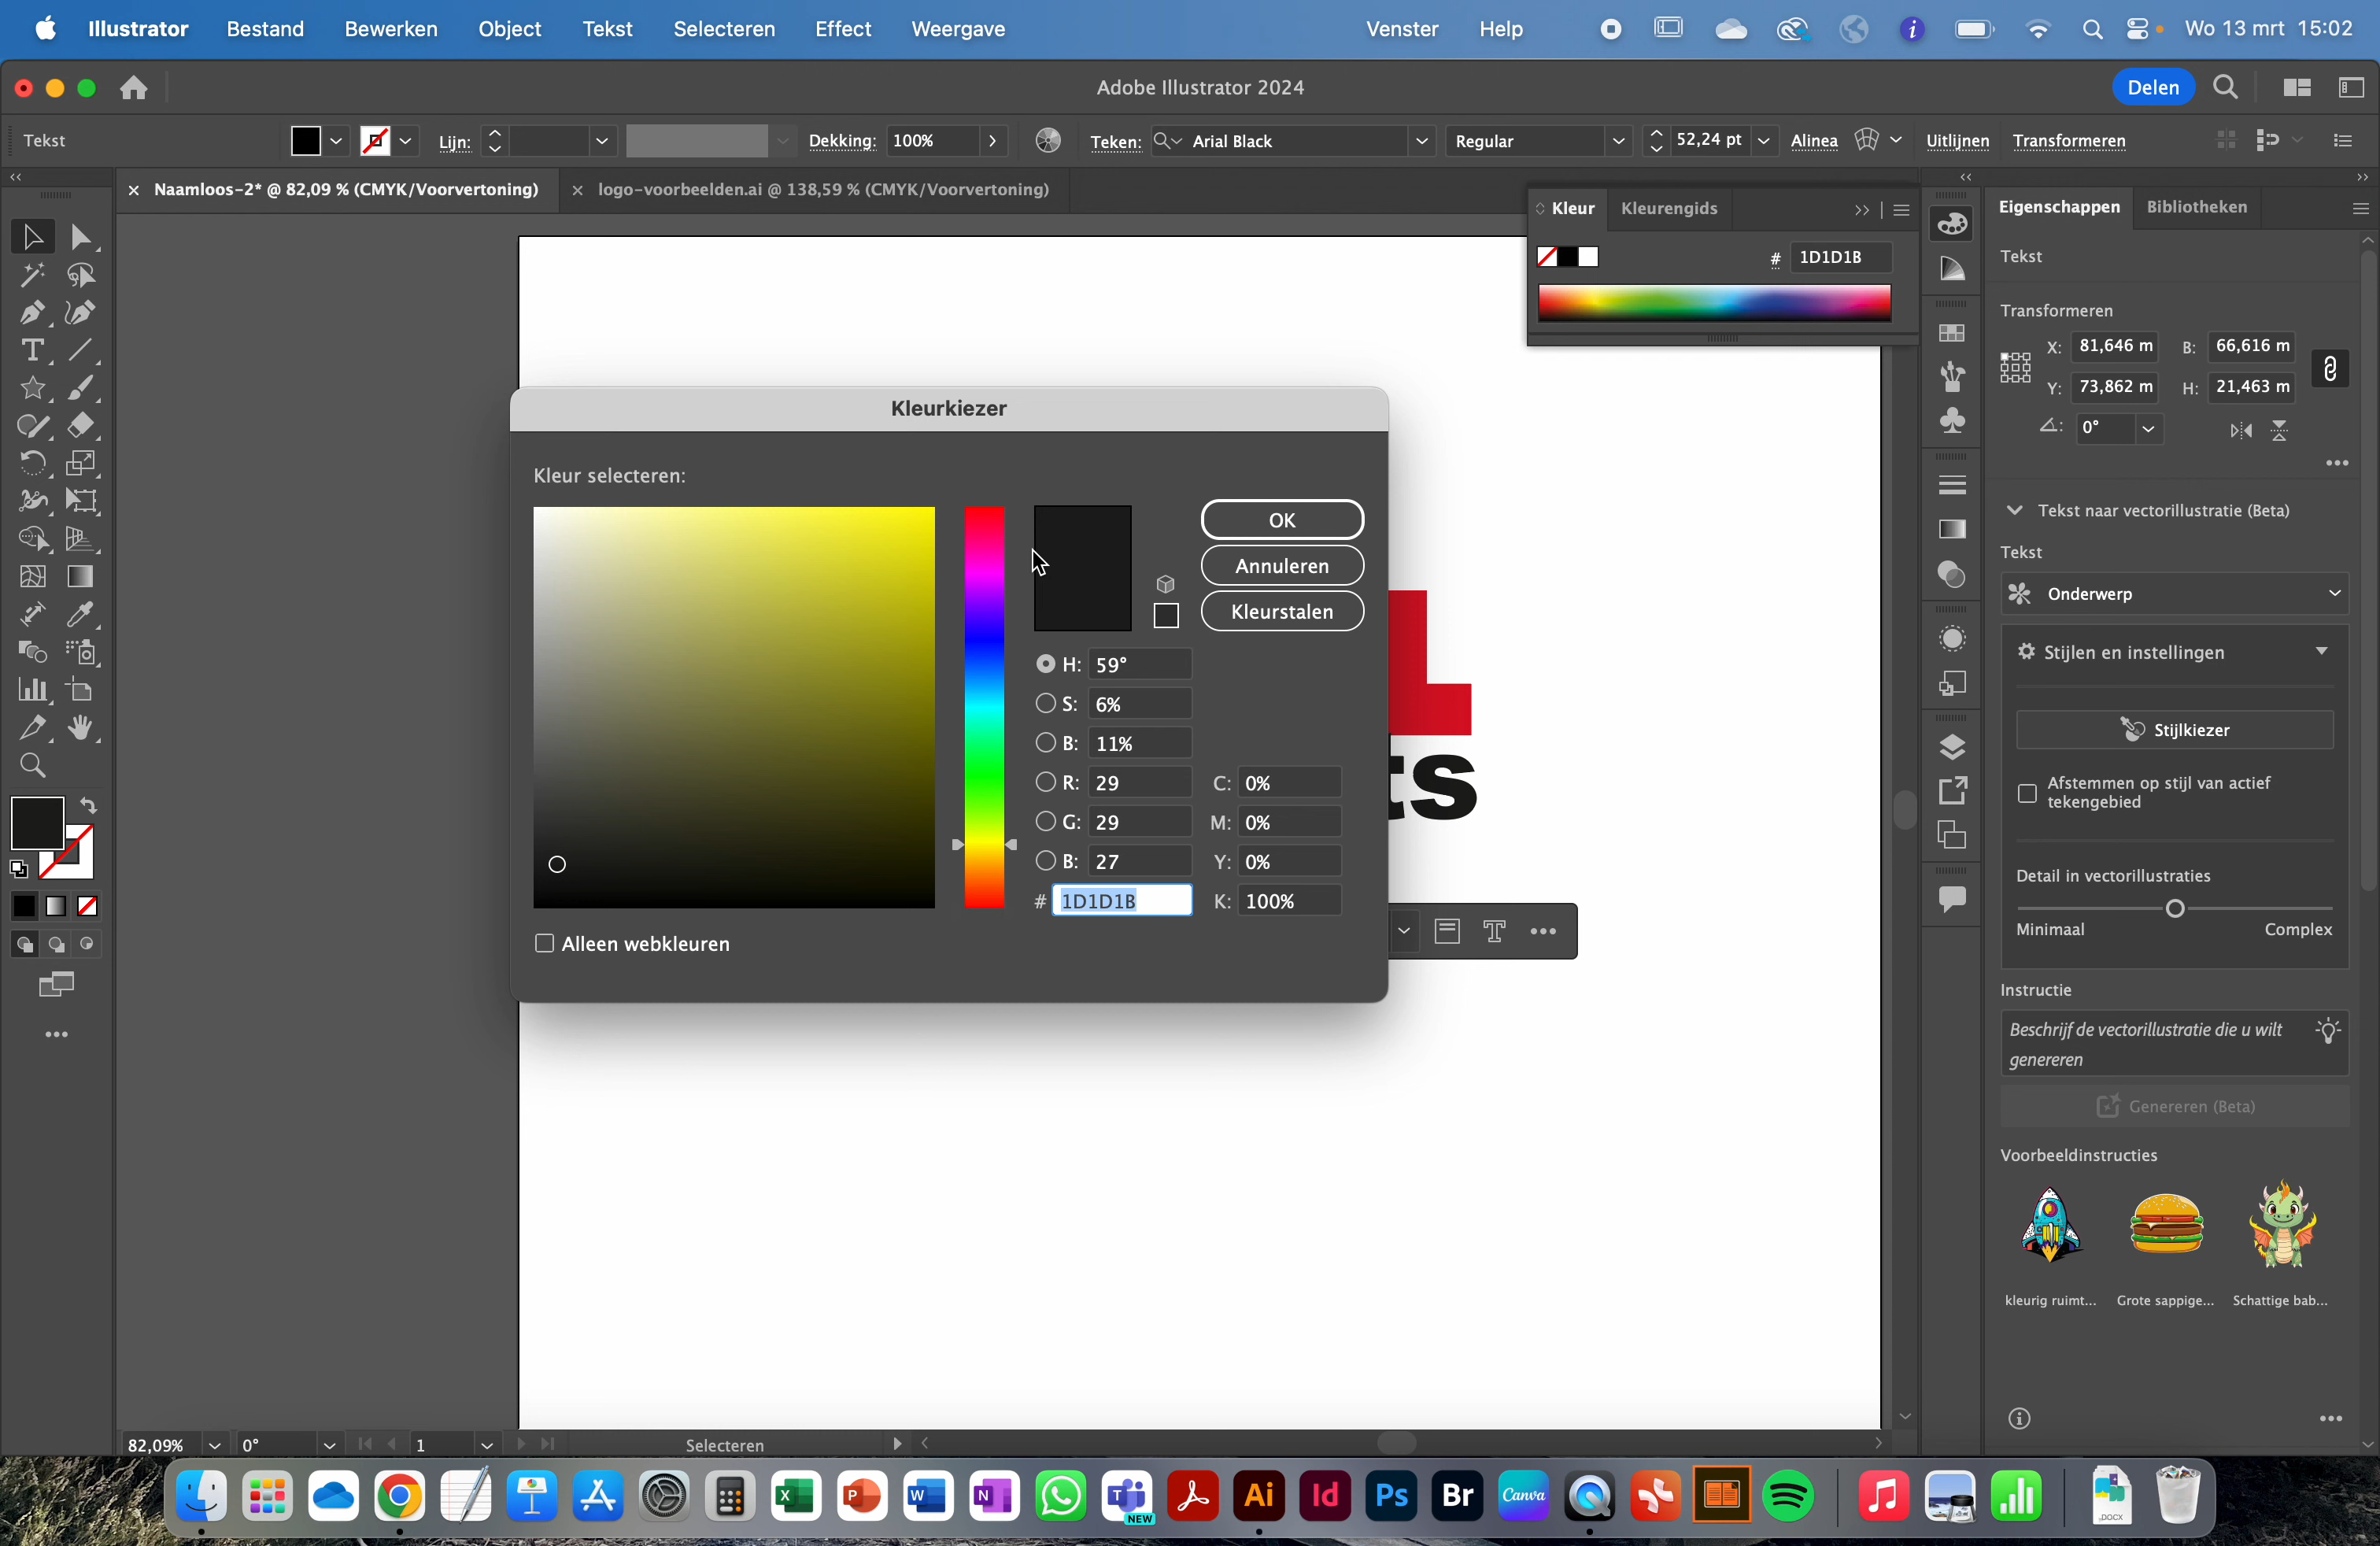 Illustrator Bestand Bewerken Object Tekst Selecteren Effect Weergave Venster Help Wo 13 mrt 15:02
Adobe Illustrator 2024
Delen
Tekst Lijn: Dekking: 100% Teken: Arial Black Regular 52,24 pt Alinea Uitlijnen Transformeren
Naamloos-2* @ 82,09 % (CMYK/Voorvertoning) logo-voorbeelden.ai @ 138,59 % (CMYK/Voorvertoning)
Kleur Kleurengids
# 1D1D1B
Eigenschappen Bibliotheken
Tekst
Transformeren
X: 81,646 m B: 66,616 m
Y: 73,862 m H: 21,463 m
0°
Tekst naar vectorillustratie (Beta)
Tekst
Onderwerp
Stijlen en instellingen
Stijlkiezer
Afstemmen op stijl van actief
tekengebied
Detail in vectorillustraties
Minimaal Complex
Instructie
Beschrijf de vectorillustratie die u wilt
genereren
Genereren (Beta)
Voorbeeldinstructies
kleurig ruimt... Grote sappige... Schattige bab...
Kleurkiezer
Kleur selecteren:
OK
Annuleren
Kleurstalen
H: 59°
S: 6%
B: 11%
R: 29 C: 0%
G: 29 M: 0%
B: 27 Y: 0%
# 1D1D1B K: 100%
Alleen webkleuren
ts
82,09% 0° 1 Selecteren
X P W N T NEW Ai Id Ps Br Canva .DOCX